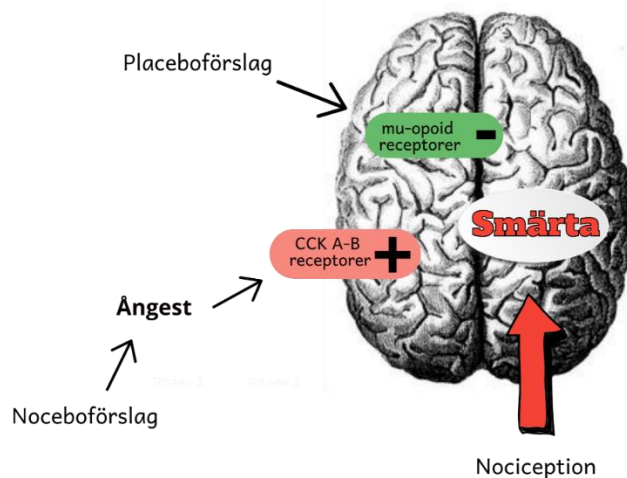 Placeboförslag
mu-opoid
receptorer
-
Smärta
CCK A-B
receptorer
+
Ångest
Noceboförslag
Nociception